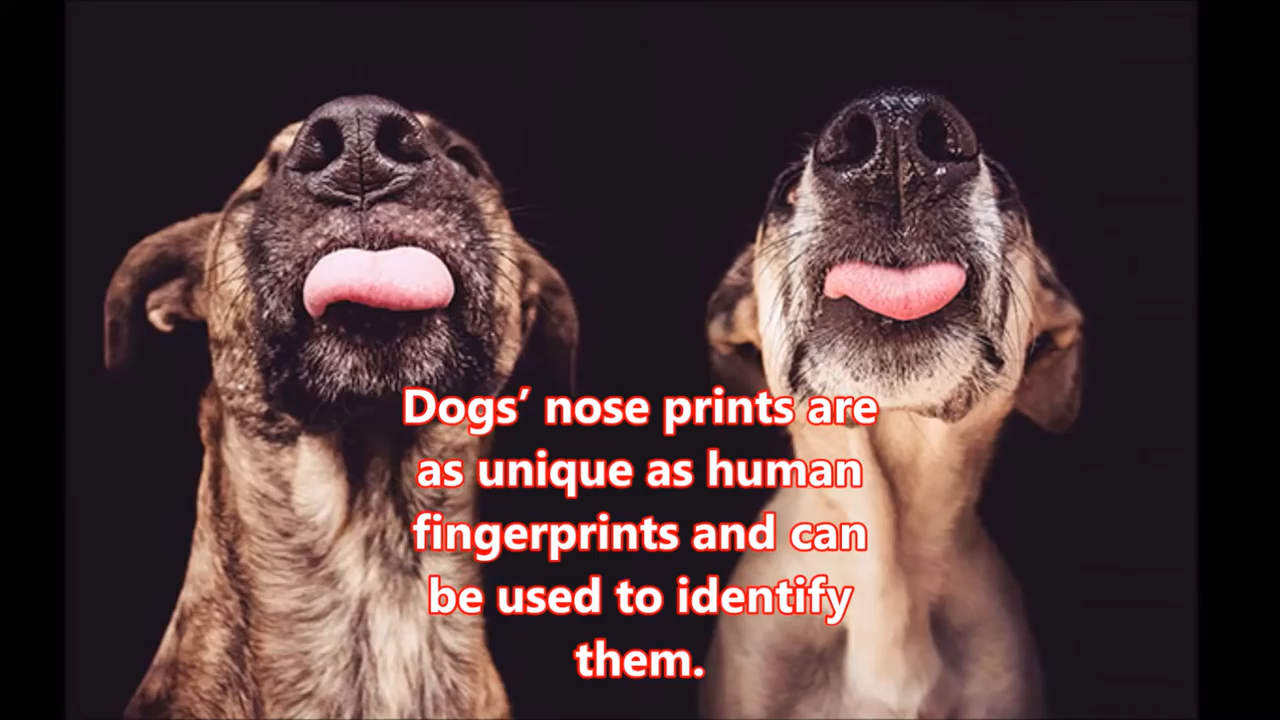 Dogs’ nose prints are
as unique as human
fingerprints and can
be used to identify
them.